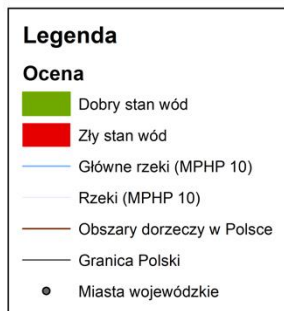 Legenda
Ocena
Dobry stan wód
Zły stan wód
Główne rzeki (MPHP 10)
Rzeki (MPHP 10)
Obszary dorzeczy w Polsce
Granica Polski
Miasta wojewódzkie